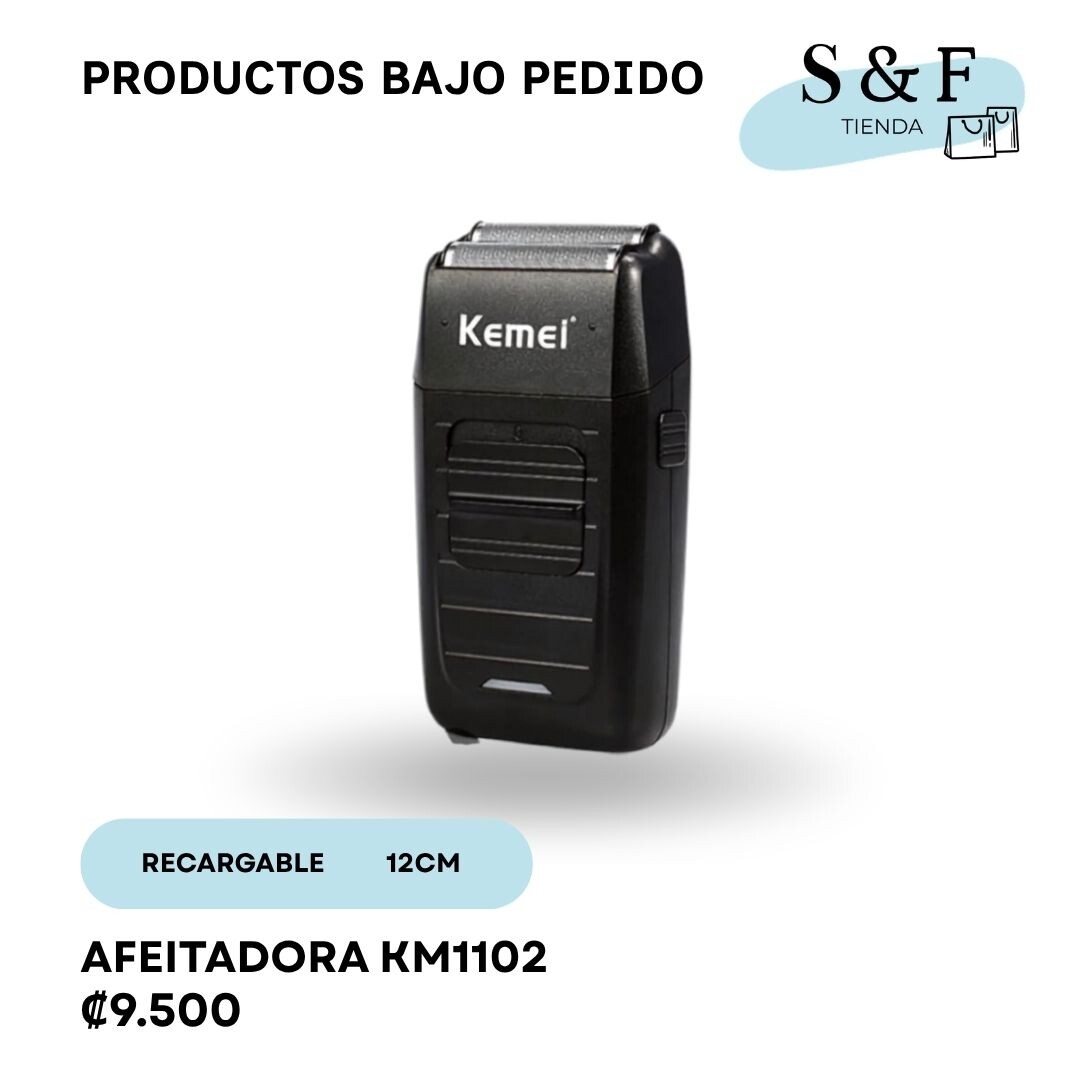 PRODUCTOS BAJO PEDIDO
S & F
TIENDA
Kemei®
RECARGABLE 12CM
AFEITADORA KM1102
₡9.500